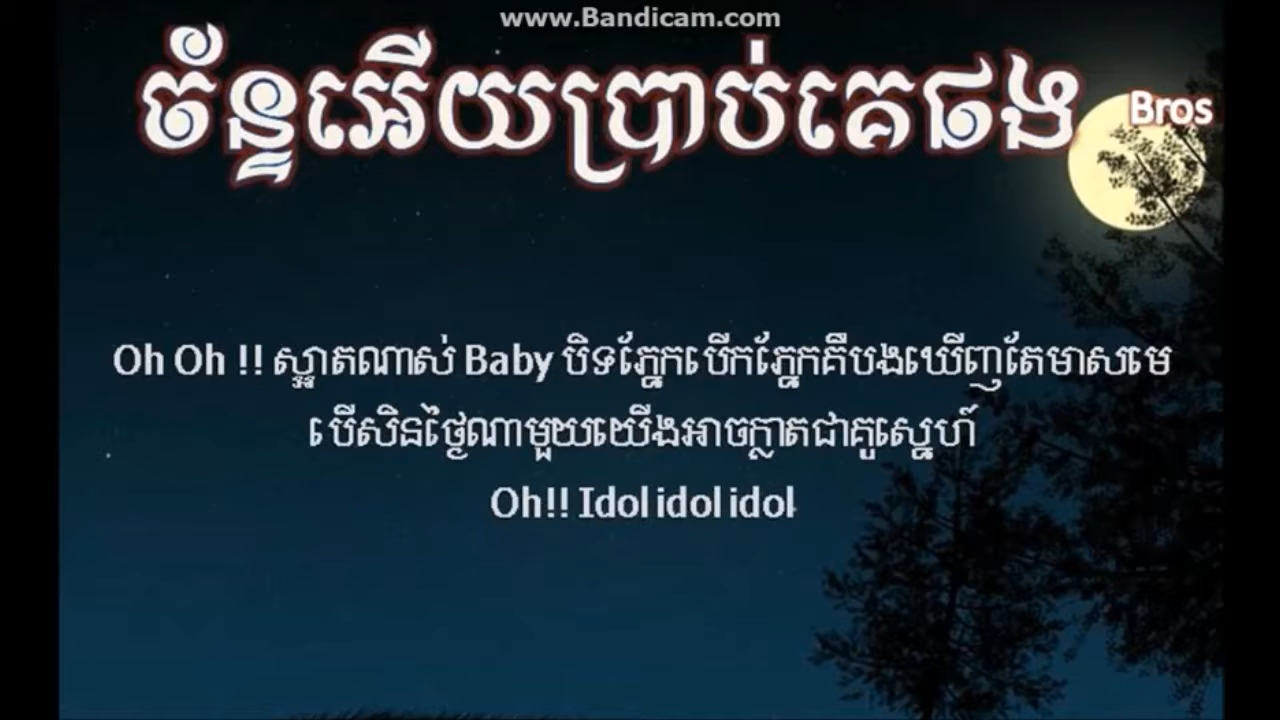 www.Bandicam.com
ច័ន្ទអើយប្រាប់គេផង Bros
Oh Oh !! ស្អាតណាស់ Baby បិទភ្នែកបើកភ្នែកគឺបងឃើញតែមាសមេ
បើសិនថ្ងៃណាមួយយើងអាចក្លាតជាគូស្នេហ៍
Oh!! Idol idol idol